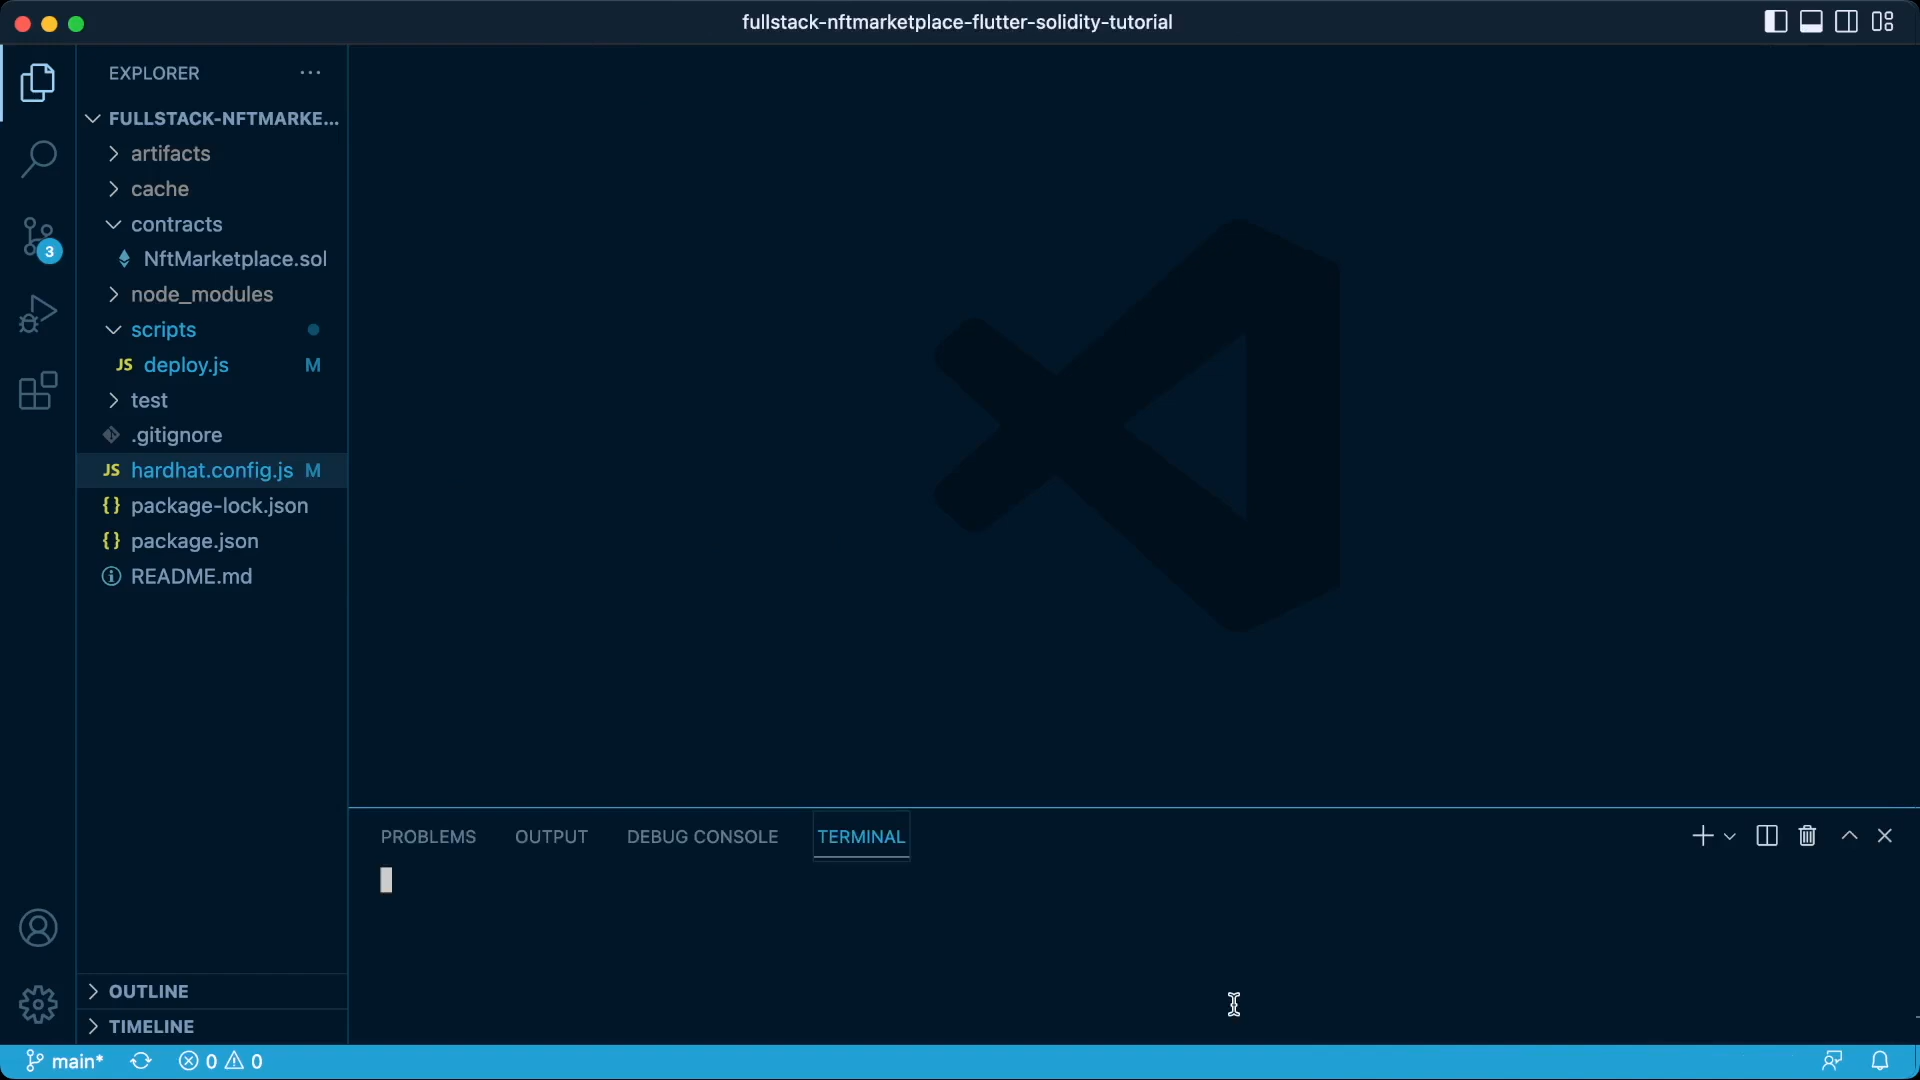 fullstack-nftmarketplace-flutter-solidity-tutorial
EXPLORER
FULLSTACK-NFTMARKE...
artifacts
cache
contracts
NftMarketplace.sol
node_modules
scripts
JS deploy.js M
test
.gitignore
JS hardhat.config.js M
{} package-lock.json
{} package.json
README.md
3
OUTLINE
TIMELINE
PROBLEMS OUTPUT DEBUG CONSOLE TERMINAL
main* 0 0